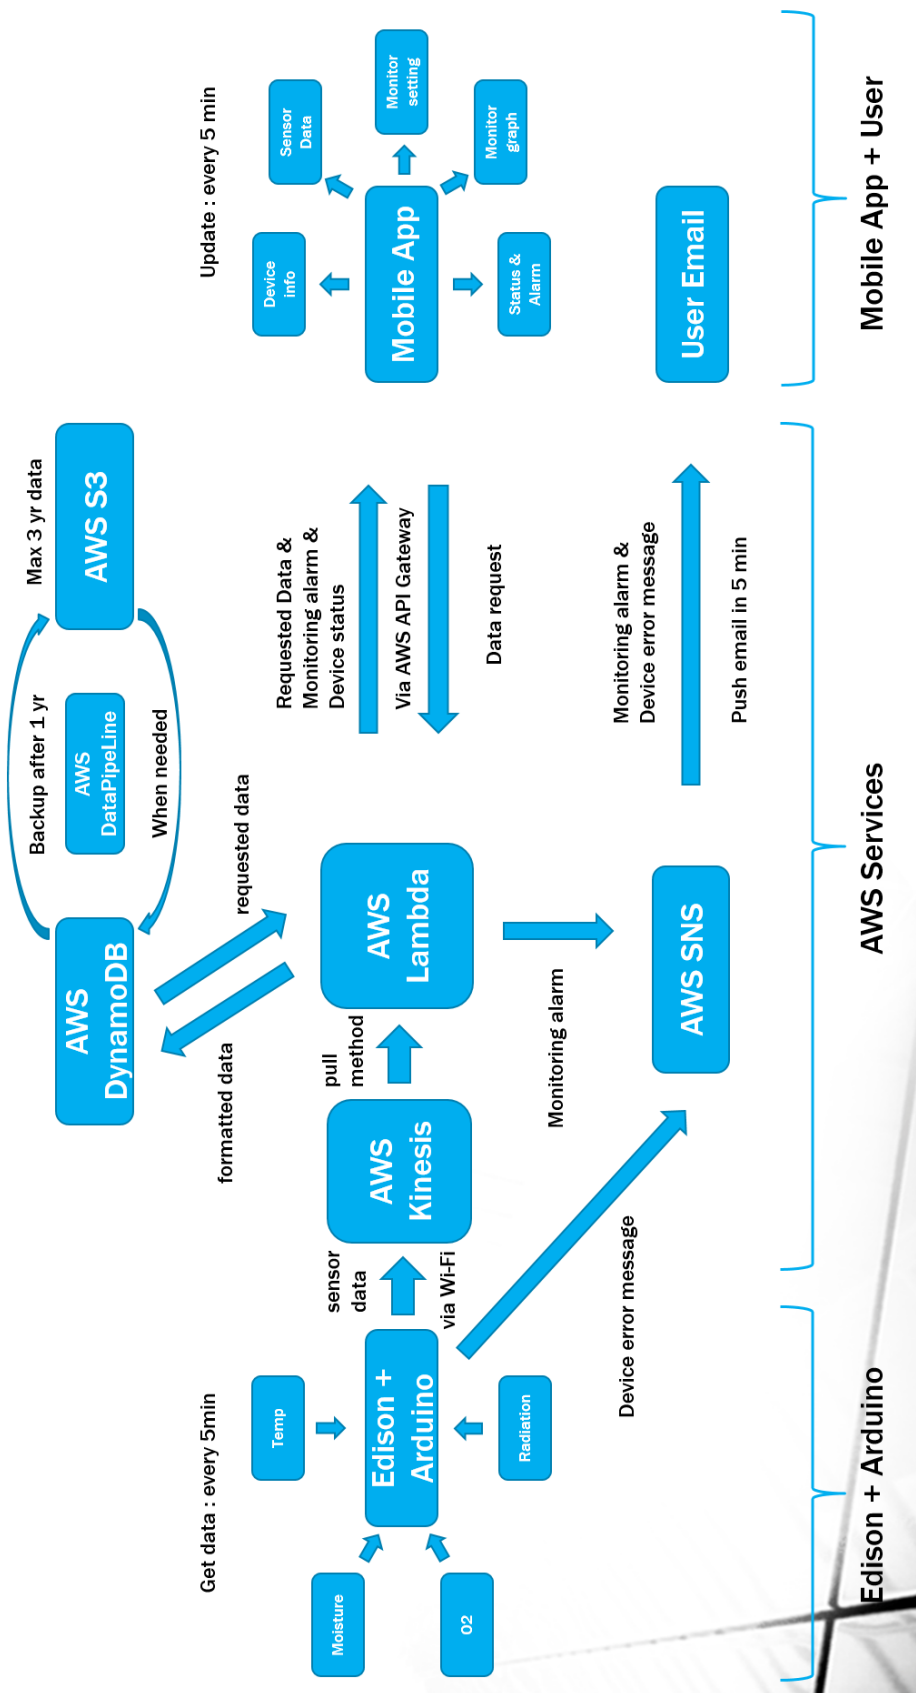 Get data : every 5min
Temp
Moisture
O2
Radiation
Edison +
Arduino
sensor
data
via Wi-Fi
Device error message
AWS
Kinesis
pull
method
AWS
Lambda
formatted data
requested data
AWS
DynamoDB
Backup after 1 yr
AWS
DataPipeLine
When needed
Max 3 yr data
AWS S3
Monitoring alarm
AWS SNS
Requested Data &
Monitoring alarm &
Device status
Via AWS API Gateway
Data request
Monitoring alarm &
Device error message
Push email in 5 min
Update : every 5 min
Device
info
Sensor
Data
Monitor
setting
Monitor
graph
Status &
Alarm
Mobile App
User Email
Edison + Arduino
AWS Services
Mobile App + User